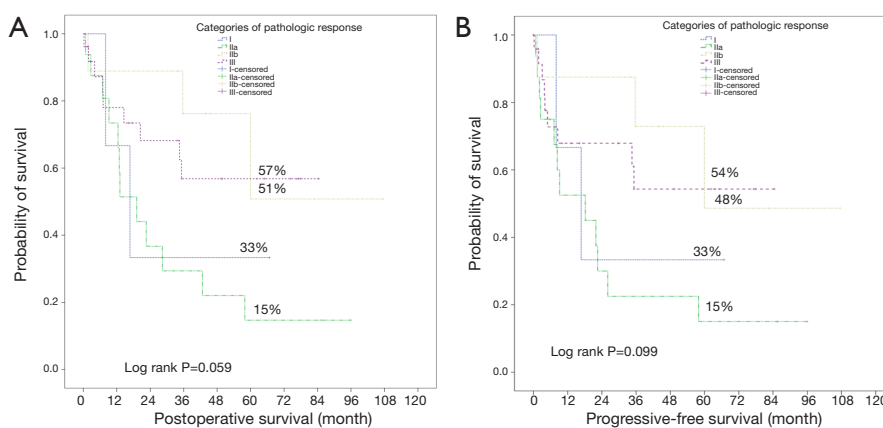 A
Categories of pathologic response
I
IIa
IIb
III
I-censored
IIa-censored
IIb-censored
III-censored
1.0
0.8
0.6
0.4
0.2
0.0
Probability of survival
57%
51%
33%
15%
Log rank P=0.059
0 12 24 36 48 60 72 84 96 108 120
Postoperative survival (month)
B
Categories of pathologic response
I
IIa
IIb
III
I-censored
IIa-censored
IIb-censored
III-censored
1.0
0.8
0.6
0.4
0.2
0.0
Probability of survival
54%
48%
33%
15%
Log rank P=0.099
0 12 24 36 48 60 72 84 96 108 120
Progressive-free survival (month)